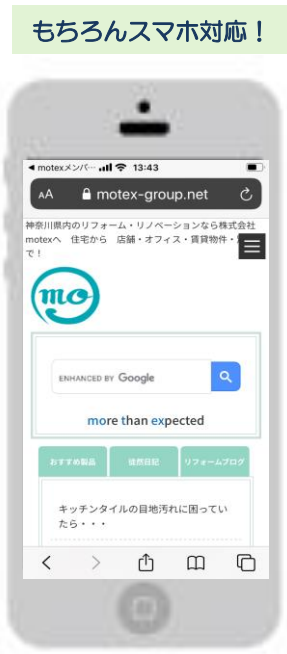 もちろんスマホ対応！
◀ motexメンバ… 13:43
AA motex-group.net
神奈川県内のリフォーム・リノベーションなら株式会社
motexへ 住宅から 店舗・オフィス・賃貸物件・
で！
mo
ENHANCED BY Google
more than expected
おすすめ製品 徒然日記 リフォームブログ
キッチンタイルの目地汚れに困ってい
たら・・・